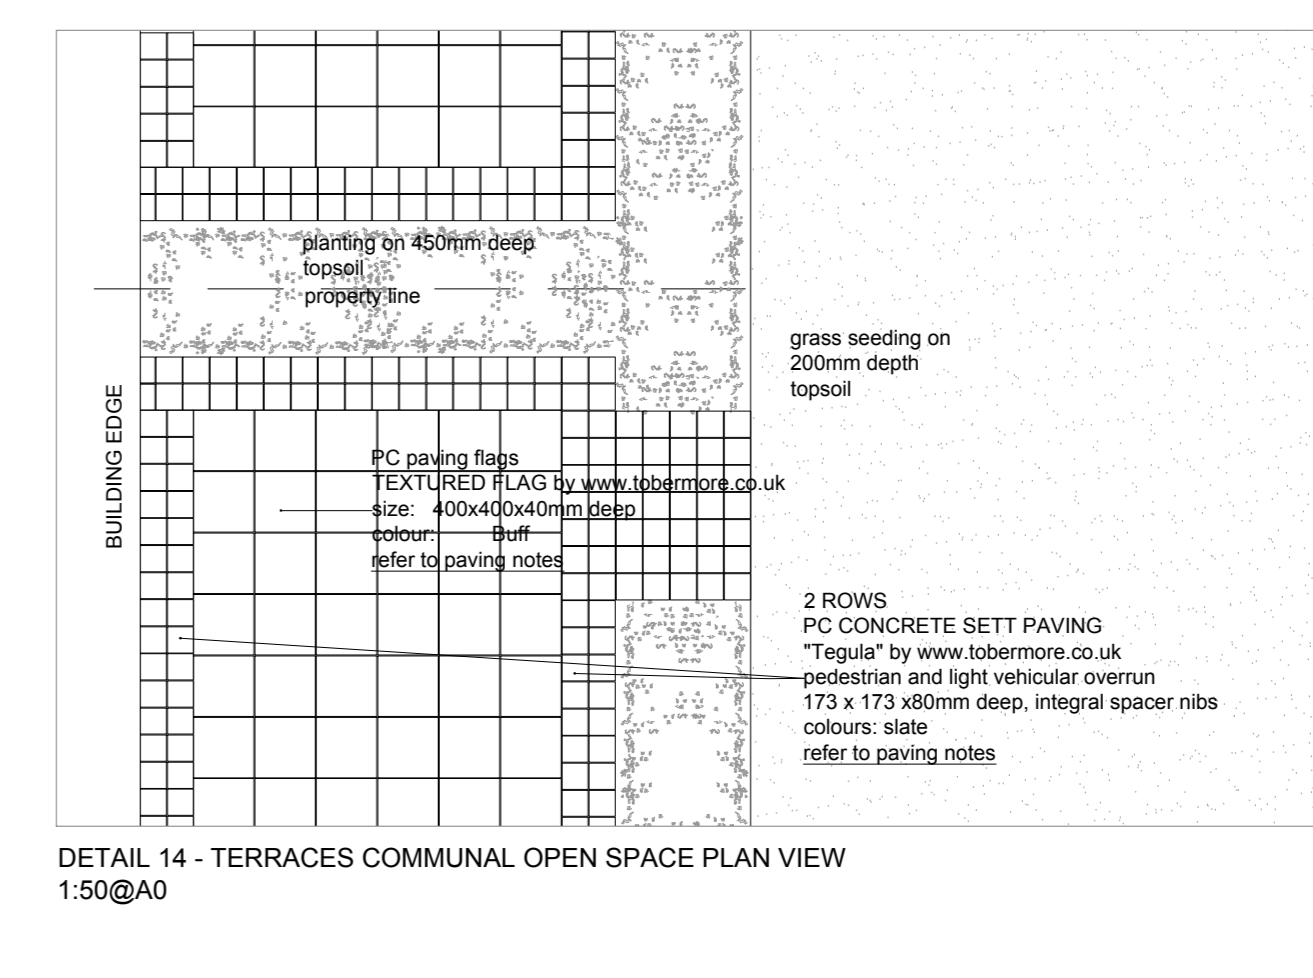 planting on 450mm deep
topsoil
property line
grass seeding on
200mm depth
topsoil
BUILDING EDGE
PC paving flags
TEXTURED FLAG by www.tobermore.co.uk
size: 400x400x40mm deep
colour: Buff
refer to paving notes
2 ROWS
PC CONCRETE SETT PAVING
"Tegula" by www.tobermore.co.uk
pedestrian and light vehicular overrun
173 x 173 x80mm deep, integral spacer nibs
colours: slate
refer to paving notes
DETAIL 14 - TERRACES COMMUNAL OPEN SPACE PLAN VIEW
1:50@A0